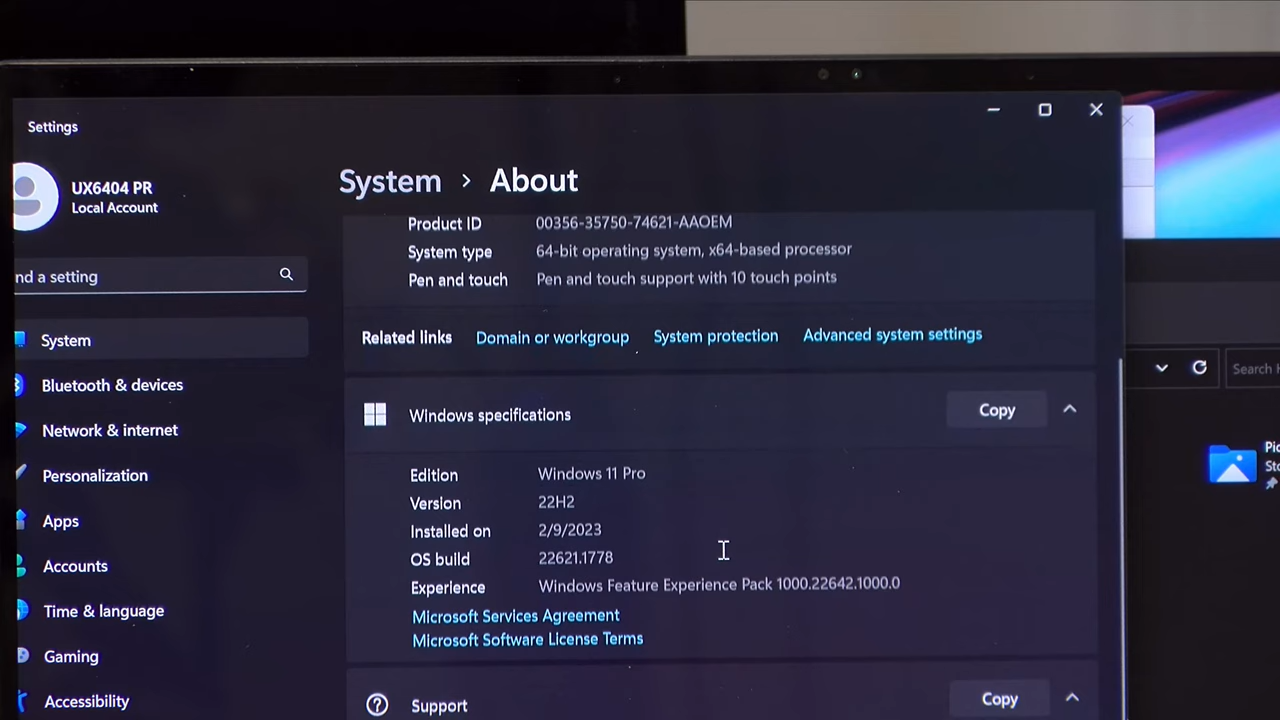 Settings
UX6404 PR
Local Account
nd a setting
System
Bluetooth & devices
Network & internet
Personalization
Apps
Accounts
Time & language
Gaming
Accessibility
System > About
Product ID 00356-35750-74621-AAOEM
System type 64-bit operating system, x64-based processor
Pen and touch Pen and touch support with 10 touch points
Related links Domain or workgroup System protection Advanced system settings
Windows specifications Copy
Edition Windows 11 Pro
Version 22H2
Installed on 2/9/2023
OS build 22621.1778
Experience Windows Feature Experience Pack 1000.22642.1000.0
Microsoft Services Agreement
Microsoft Software License Terms
Support Copy
Search
Pic
Sto